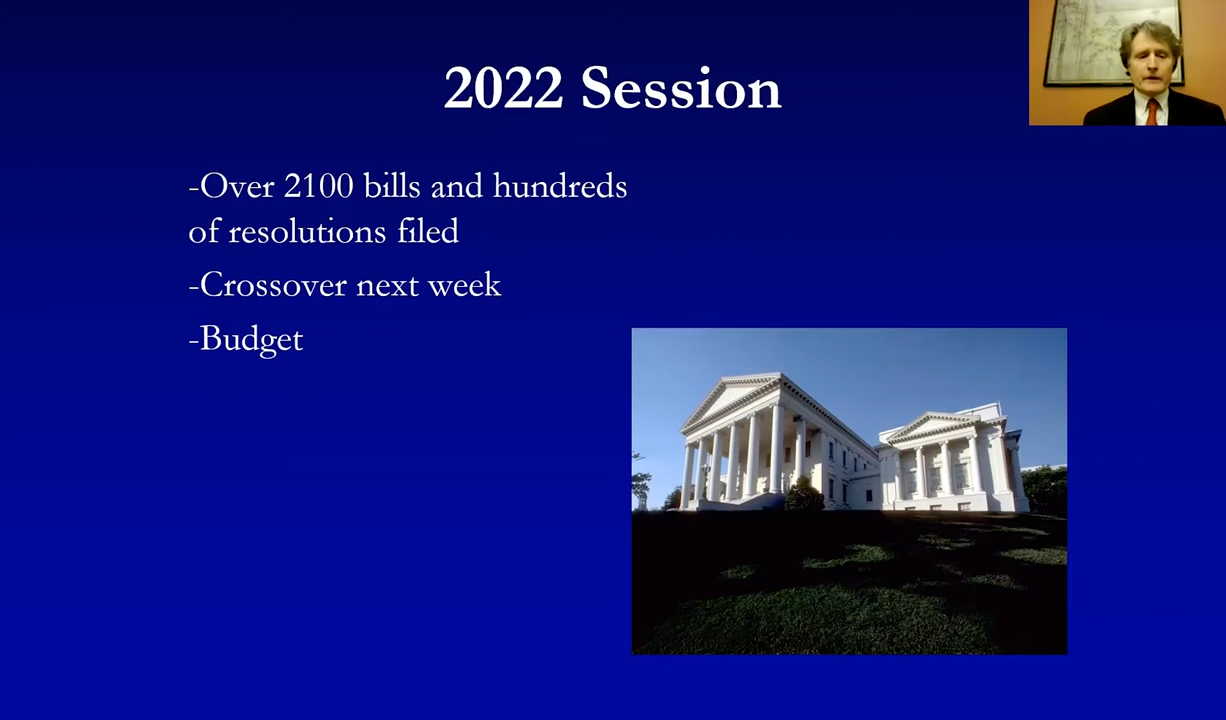 2022 Session
-Over 2100 bills and hundreds
of resolutions filed
-Crossover next week
-Budget